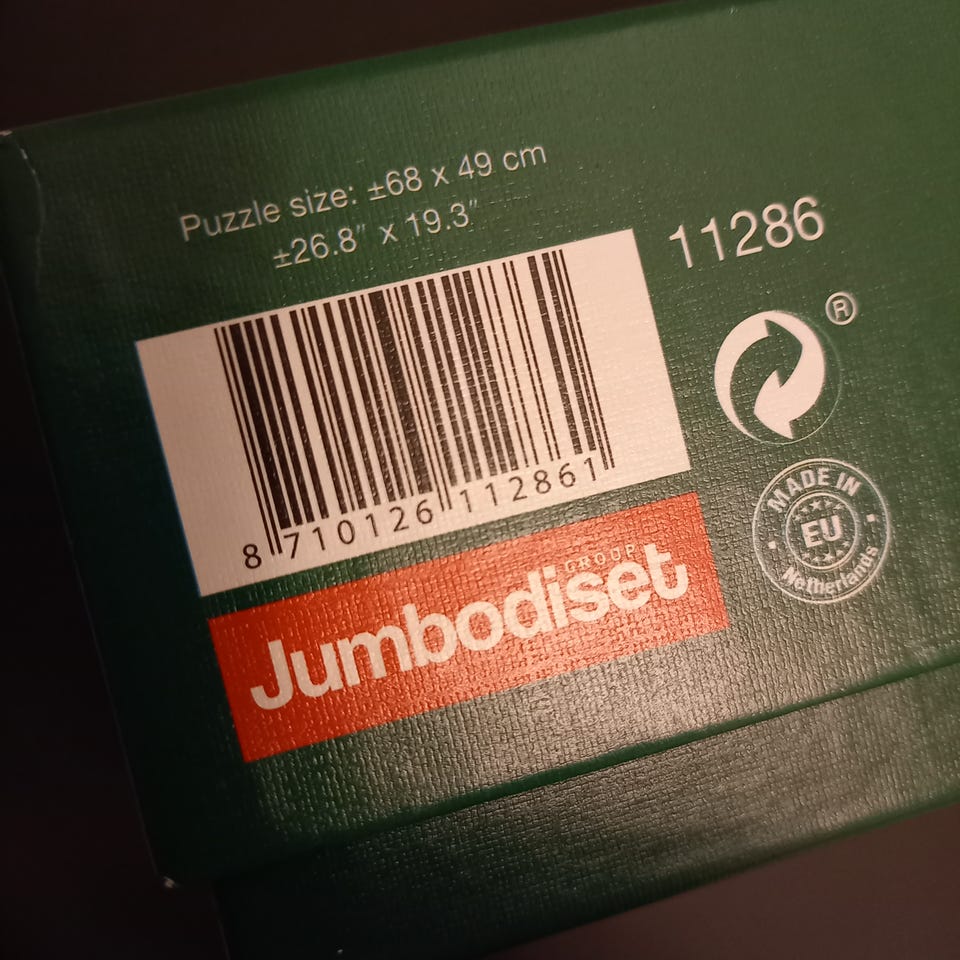 Puzzle size: ±68 x 49 cm
±26.8" x 19.3"
11286
®
8 710126 112861
MADE IN
EU
Netherlands
GROUP
Jumbodiset